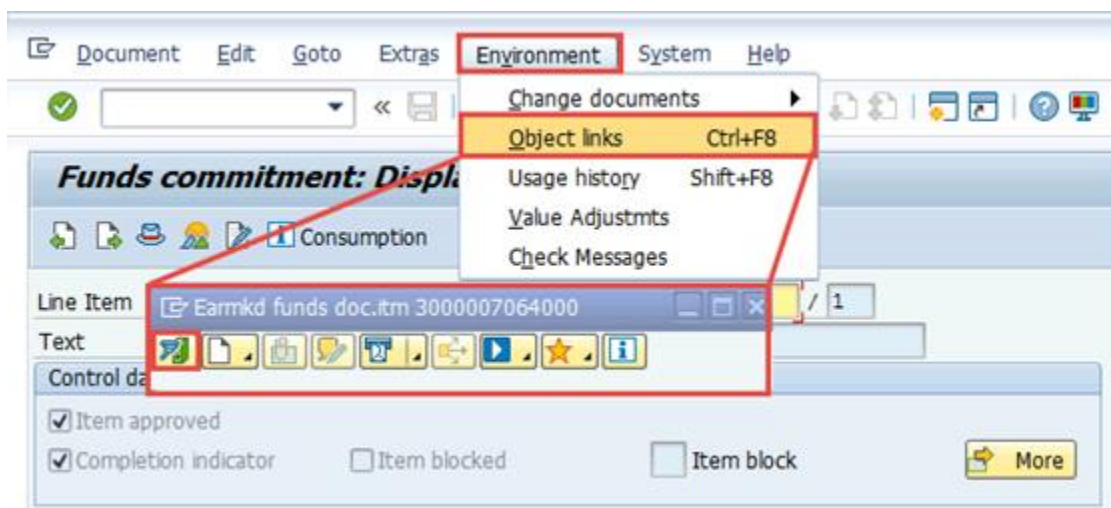 Document Edit Goto Extras Environment System Help
«
Change documents
Object links Ctrl+F8
Funds commitment: Displa
Usage history Shift+F8
Value Adjustmts
Consumption
Check Messages
Line Item
Earmkd funds doc.itm 3000007064000
/ 1
Text
Control da
Item approved
Completion indicator Item blocked Item block More